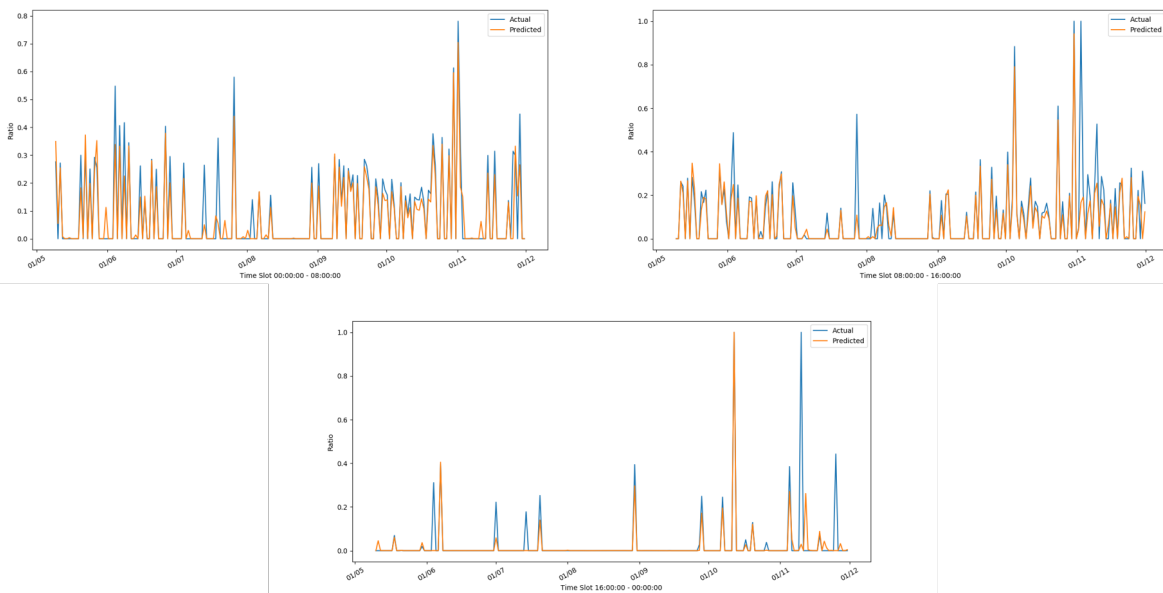 0.8
0.7
0.6
0.5
0.4
0.3
0.2
0.1
0.0
Ratio
Actual
Predicted
01/05 01/06 01/07 01/08 01/09 01/10 01/11 01/12
Time Slot 00:00:00 - 08:00:00
1.0
0.8
0.6
0.4
0.2
0.0
Ratio
Actual
Predicted
01/05 01/06 01/07 01/08 01/09 01/10 01/11 01/12
Time Slot 08:00:00 - 16:00:00
1.0
0.8
0.6
0.4
0.2
0.0
Ratio
Actual
Predicted
01/05 01/06 01/07 01/08 01/09 01/10 01/11 01/12
Time Slot 16:00:00 - 00:00:00